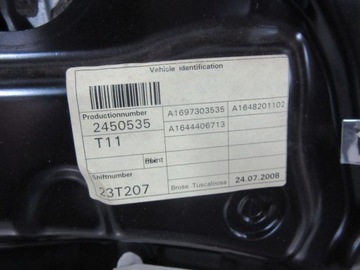 Vehicle identification
Productionnumber
2450535
T11
A1697303535 A1648201102
A1644406713
Shiftnumber
23T207
Brose Tuscaloosa
24.07.2008